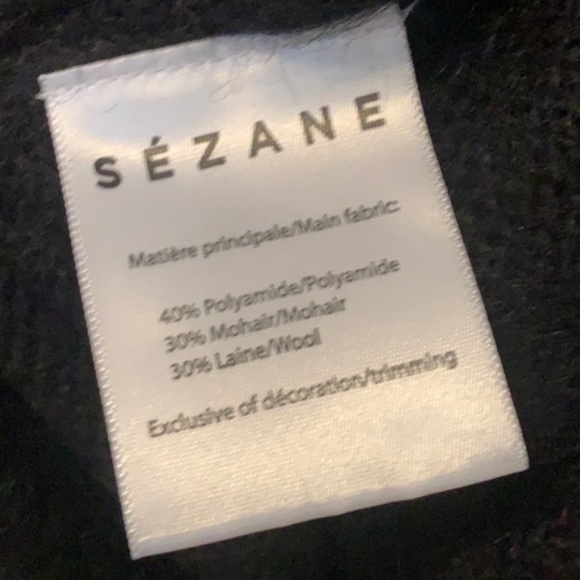 SÉZANE
Matière principale/Main fabric:
40% Polyamide/Polyamide
30% Mohair/Mohair
30% Laine/Wool
Exclusive of décoration/trimming